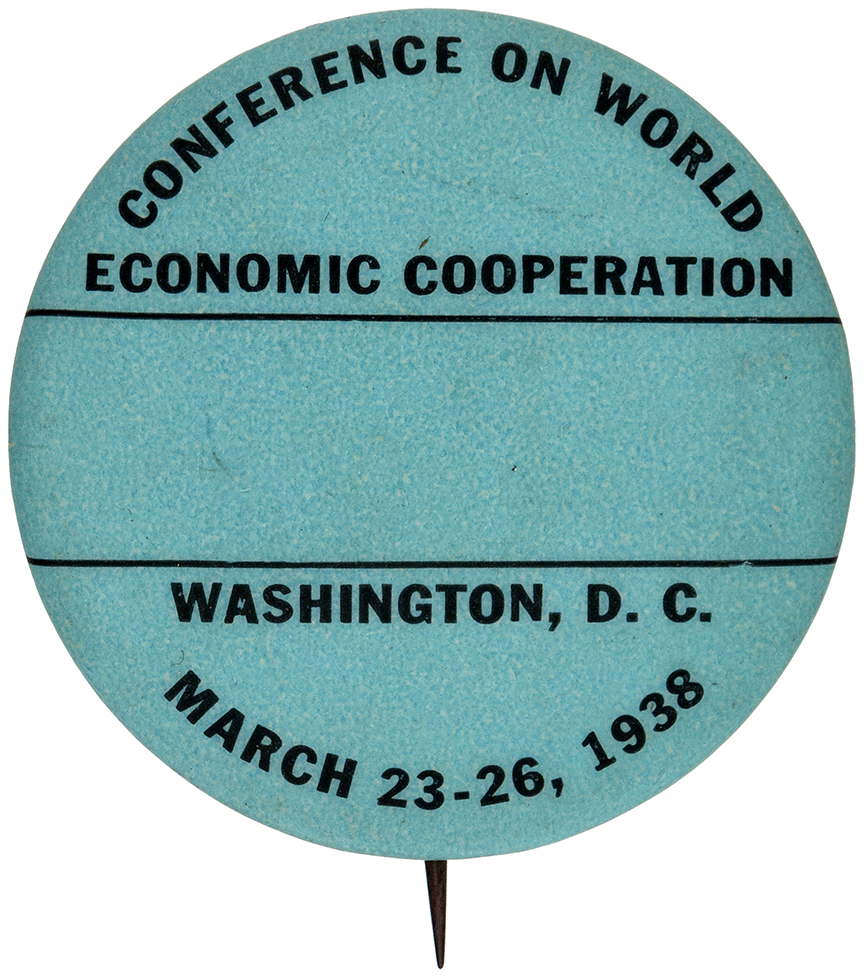 CONFERENCE ON WORLD
ECONOMIC COOPERATION
WASHINGTON, D. C.
MARCH 23-26, 1938